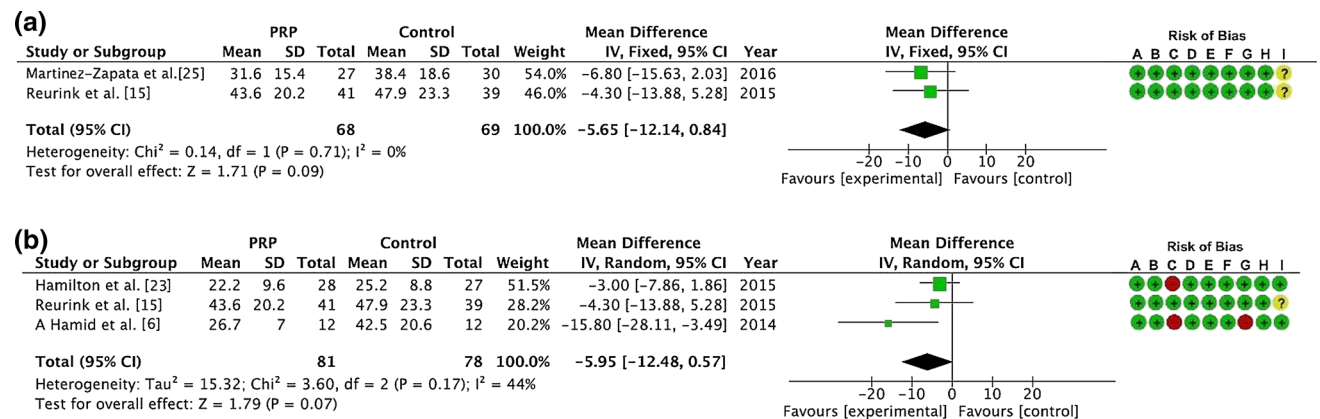 (a)
PRP Control Mean Difference Mean Difference Risk of Bias
Study or Subgroup Mean SD Total Mean SD Total Weight IV, Fixed, 95% CI Year IV, Fixed, 95% CI A B C D E F G H I
Martinez-Zapata et al.[25] 31.6 15.4 27 38.4 18.6 30 54.0% -6.80 [-15.63, 2.03] 2016 + + + + + + + + ?
Reurink et al. [15] 43.6 20.2 41 47.9 23.3 39 46.0% -4.30 [-13.88, 5.28] 2015 + + + + + + + + ?
Total (95% CI) 68 69 100.0% -5.65 [-12.14, 0.84]
Heterogeneity: Chi² = 0.14, df = 1 (P = 0.71); I² = 0%
Test for overall effect: Z = 1.71 (P = 0.09)
-20 -10 0 10 20
Favours [experimental] Favours [control]
(b)
PRP Control Mean Difference Mean Difference Risk of Bias
Study or Subgroup Mean SD Total Mean SD Total Weight IV, Random, 95% CI Year IV, Random, 95% CI A B C D E F G H I
Hamilton et al. [23] 22.2 9.6 28 25.2 8.8 27 51.5% -3.00 [-7.86, 1.86] 2015 + + + + + + + +
Reurink et al. [15] 43.6 20.2 41 47.9 23.3 39 28.2% -4.30 [-13.88, 5.28] 2015 + + + + + + + + ?
A Hamid et al. [6] 26.7 7 12 42.5 20.6 12 20.2% -15.80 [-28.11, -3.49] 2014 + + + + + + +
Total (95% CI) 81 78 100.0% -5.95 [-12.48, 0.57]
Heterogeneity: Tau² = 15.32; Chi² = 3.60, df = 2 (P = 0.17); I² = 44%
Test for overall effect: Z = 1.79 (P = 0.07)
-20 -10 0 10 20
Favours [experimental] Favours [control]